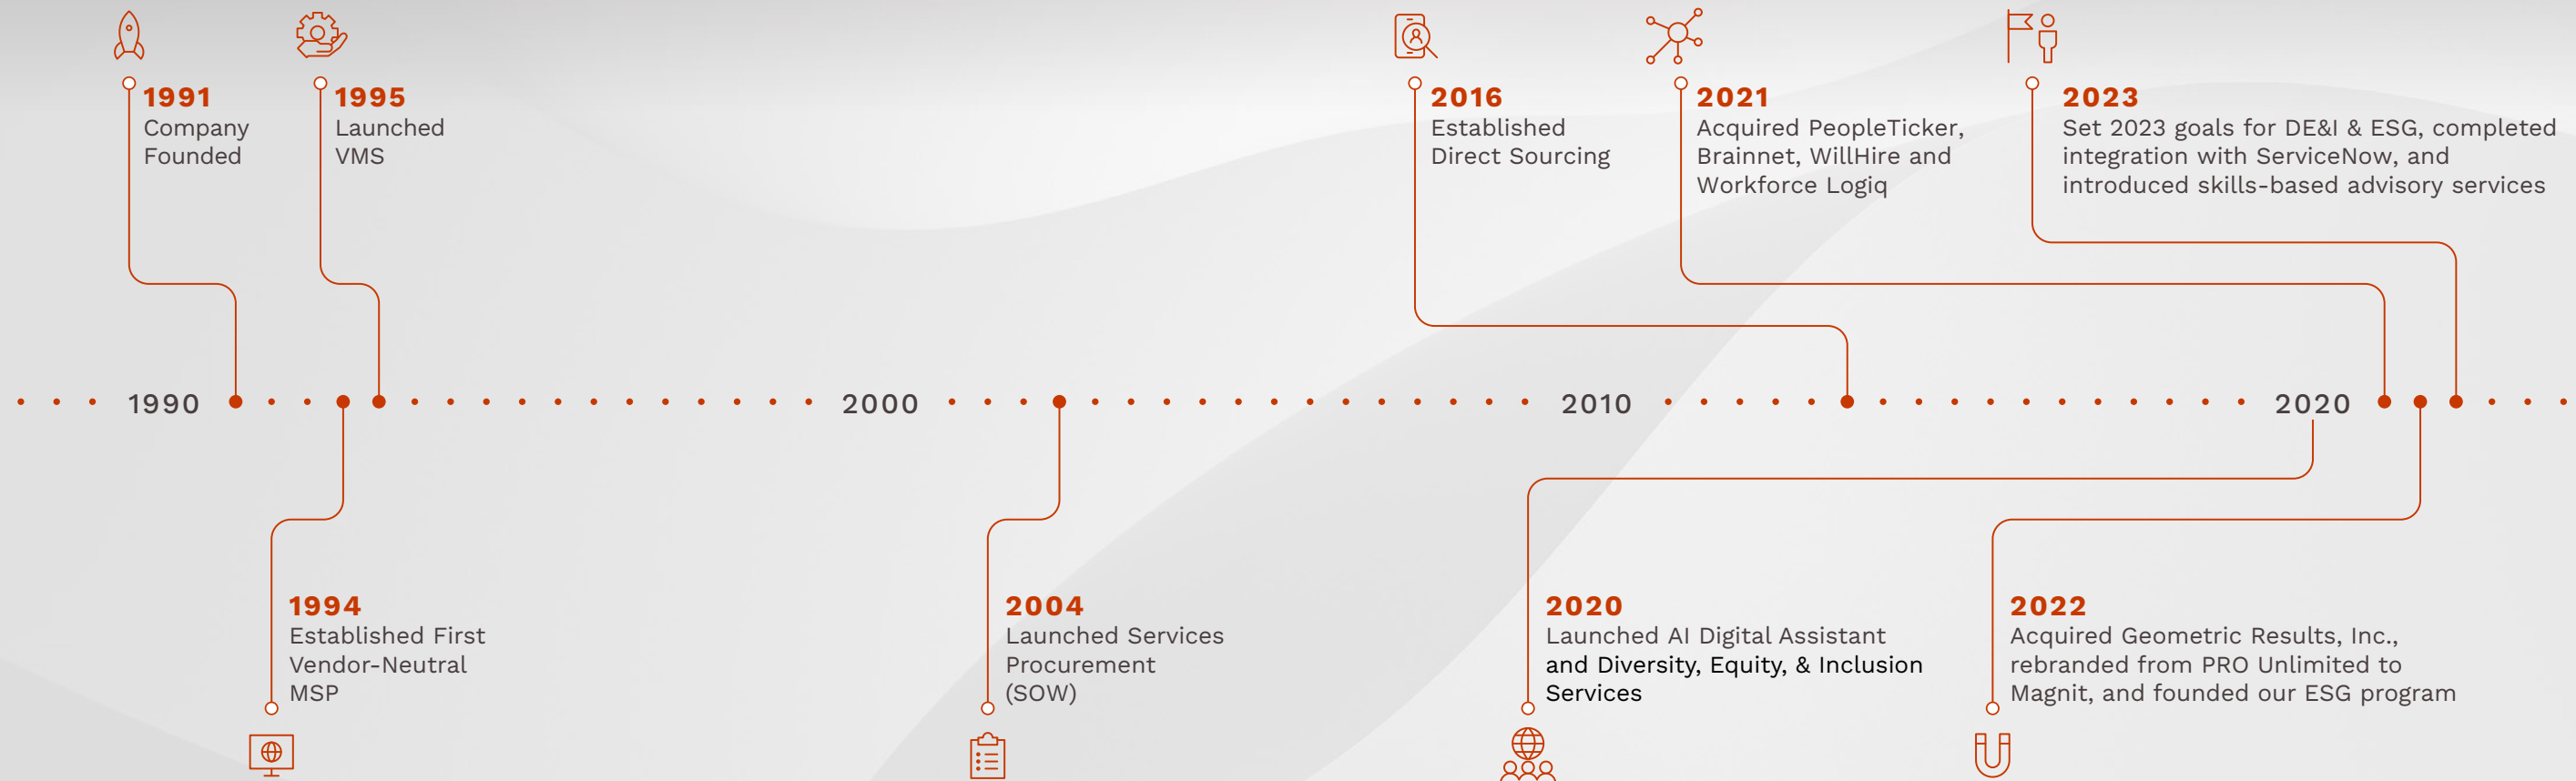 1991
Company
Founded
1995
Launched
VMS
2016
Established
Direct Sourcing
2021
Acquired PeopleTicker,
Brainnet, WillHire and
Workforce Logiq
2023
Set 2023 goals for DE&I & ESG, completed
integration with ServiceNow, and
introduced skills-based advisory services
1990
2000
2010
2020
1994
Established First
Vendor-Neutral
MSP
2004
Launched Services
Procurement
(SOW)
2020
Launched AI Digital Assistant
and Diversity, Equity, & Inclusion
Services
2022
Acquired Geometric Results, Inc.,
rebranded from PRO Unlimited to
Magnit, and founded our ESG program